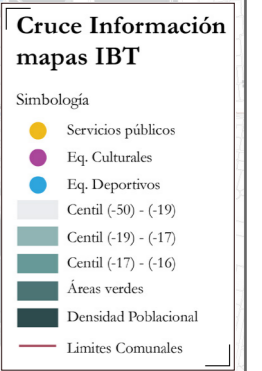 Cruce Información
mapas IBT
Simbología
Servicios públicos
Eq. Culturales
Eq. Deportivos
Centil (-50) - (-19)
Centil (-19) - (-17)
Centil (-17) - (-16)
Áreas verdes
Densidad Poblacional
Limites Comunales